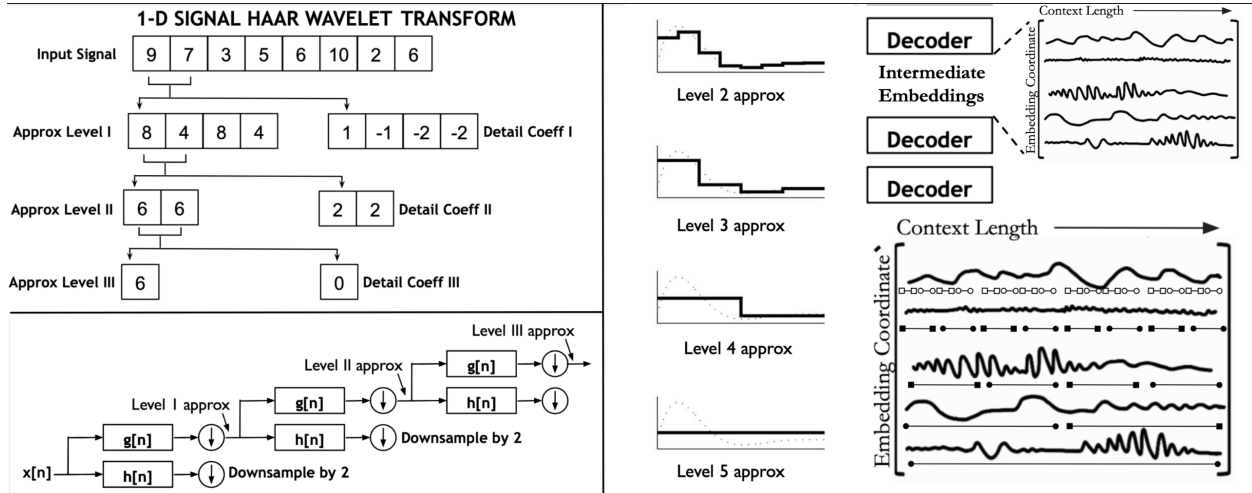 1-D SIGNAL HAAR WAVELET TRANSFORM
Input Signal 9 7 3 5 6 10 2 6
Approx Level I 8 4 8 4 1 -1 -2 -2 Detail Coeff I
Approx Level II 6 6 2 2 Detail Coeff II
Approx Level III 6 0 Detail Coeff III
Level III approx
g[n]
Level II approx
g[n] h[n]
Level I approx
g[n] h[n] Downsample by 2
x[n] h[n] Downsample by 2
Level 2 approx
Level 3 approx
Level 4 approx
Level 5 approx
Decoder
Intermediate
Embeddings
Decoder
Decoder
Context Length
Embedding Coordinate
Context Length
Embedding Coordinate